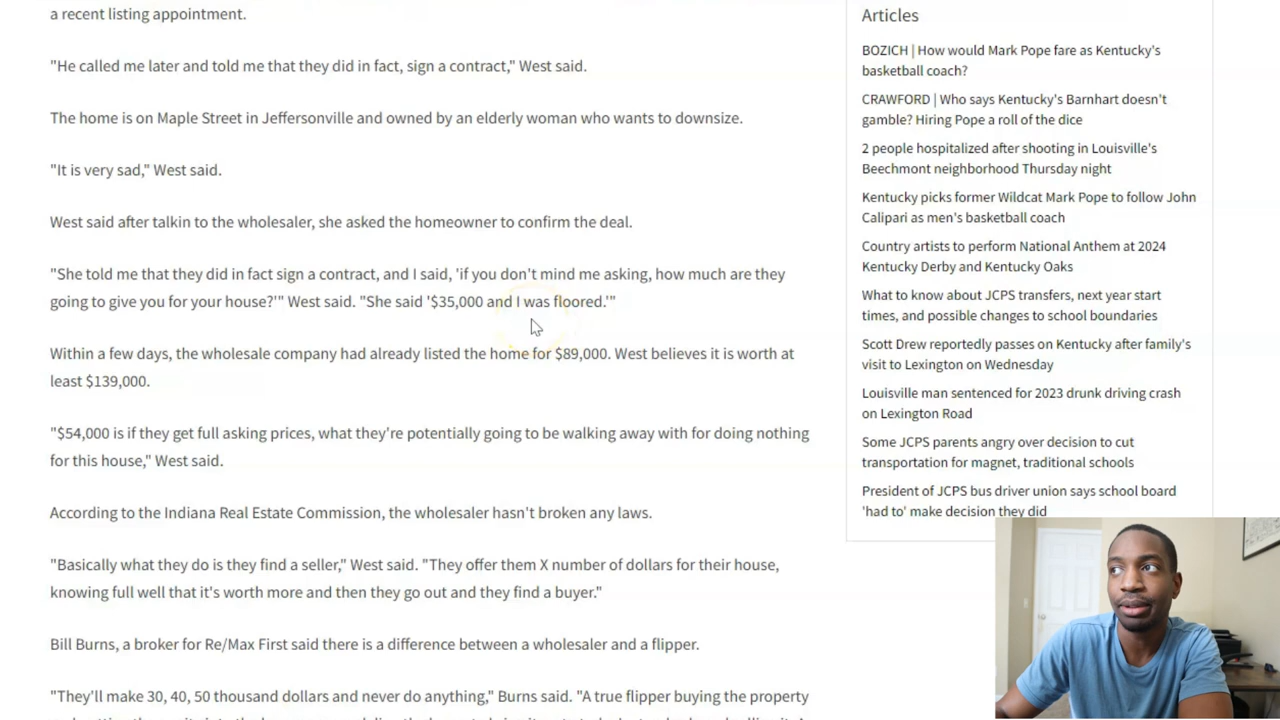 a recent listing appointment.
"He called me later and told me that they did in fact, sign a contract," West said.
The home is on Maple Street in Jeffersonville and owned by an elderly woman who wants to downsize.
"It is very sad," West said.
West said after talkin to the wholesaler, she asked the homeowner to confirm the deal.
"She told me that they did in fact sign a contract, and I said, 'if you don't mind me asking, how much are they
going to give you for your house?'" West said. "She said '$35,000 and I was floored.'"
Within a few days, the wholesale company had already listed the home for $89,000. West believes it is worth at
least $139,000.
"$54,000 is if they get full asking prices, what they're potentially going to be walking away with for doing nothing
for this house," West said.
According to the Indiana Real Estate Commission, the wholesaler hasn't broken any laws.
"Basically what they do is they find a seller," West said. "They offer them X number of dollars for their house,
knowing full well that it's worth more and then they go out and they find a buyer."
Bill Burns, a broker for Re/Max First said there is a difference between a wholesaler and a flipper.
"They'll make 30, 40, 50 thousand dollars and never do anything," Burns said. "A true flipper buying the property
Articles
BOZICH | How would Mark Pope fare as Kentucky's
basketball coach?
CRAWFORD | Who says Kentucky's Barnhart doesn't
gamble? Hiring Pope a roll of the dice
2 people hospitalized after shooting in Louisville's
Beechmont neighborhood Thursday night
Kentucky picks former Wildcat Mark Pope to follow John
Calipari as men's basketball coach
Country artists to perform National Anthem at 2024
Kentucky Derby and Kentucky Oaks
What to know about JCPS transfers, next year start
times, and possible changes to school boundaries
Scott Drew reportedly passes on Kentucky after family's
visit to Lexington on Wednesday
Louisville man sentenced for 2023 drunk driving crash
on Lexington Road
Some JCPS parents angry over decision to cut
transportation for magnet, traditional schools
President of JCPS bus driver union says school board
'had to' make decision they did